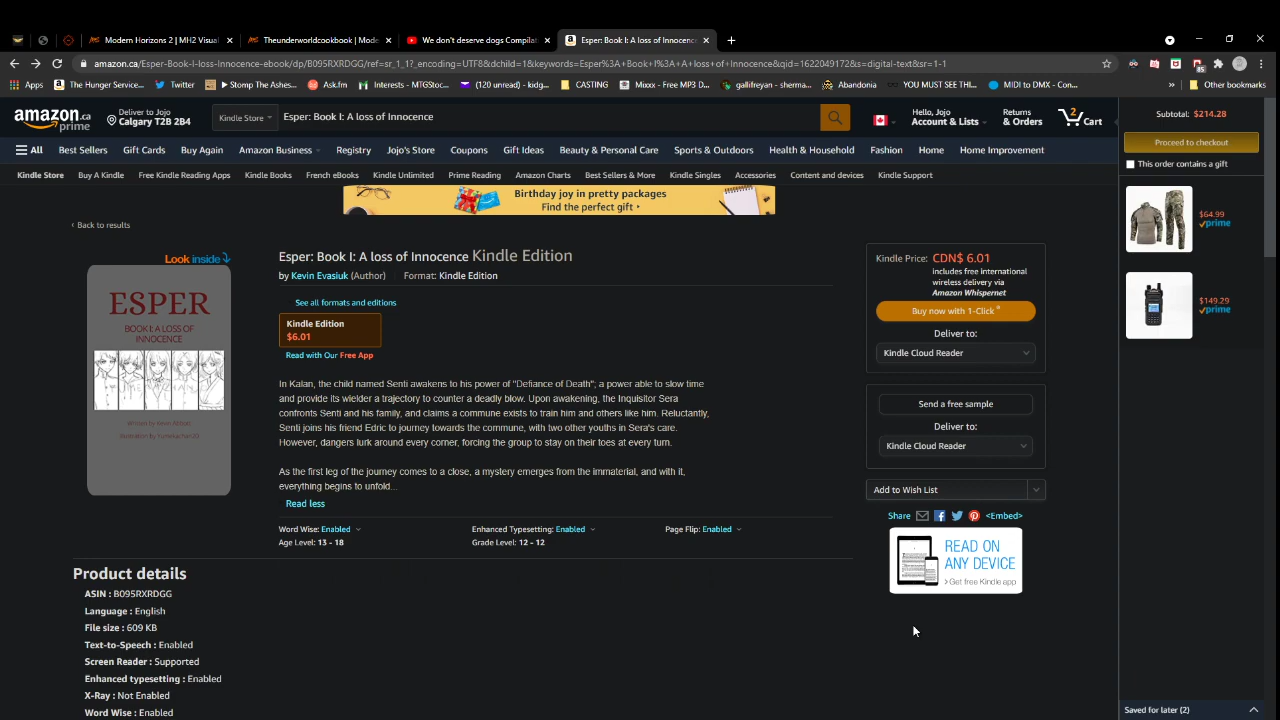 Modern Horizons 2 | MH2 Visual
Theunderworldcookbook | Mode
We don't deserve dogs Compilat
Esper: Book I: A loss of Innocenc
amazon.ca/Esper-Book-I-loss-Innocence-ebook/dp/B095RXRDGG/ref=sr_1_1?_encoding=UTF8&dchild=1&keywords=Esper%3A+Book+I%3A+A+loss+of+Innocence&qid=1622049172&s=digital-text&sr=1-1
Apps
The Hunger Service...
Twitter
Stomp The Ashes...
Ask.fm
Interests - MTGStoc...
(120 unread) - kidg...
CASTING
Mixxx - Free MP3 D...
gallifreyan - sherma...
Abandonia
YOU MUST SEE THI...
MIDI to DMX - Con...
»
Other bookmarks
amazon.ca
prime
Deliver to Jojo
Calgary T2B 2B4
Kindle Store
Esper: Book I: A loss of Innocence
Hello, Jojo
Account & Lists
Returns
& Orders
2
Cart
All
Best Sellers
Gift Cards
Buy Again
Amazon Business
Registry
Jojo's Store
Coupons
Gift Ideas
Beauty & Personal Care
Sports & Outdoors
Health & Household
Fashion
Home
Home Improvement
Kindle Store
Buy A Kindle
Free Kindle Reading Apps
Kindle Books
French eBooks
Kindle Unlimited
Prime Reading
Amazon Charts
Best Sellers & More
Kindle Singles
Accessories
Content and devices
Kindle Support
Birthday joy in pretty packages
Find the perfect gift ›
‹ Back to results
Look inside
ESPER
BOOK I: A LOSS OF
INNOCENCE
Esper: Book I: A loss of Innocence Kindle Edition
by Kevin Evasiuk (Author)
Format: Kindle Edition
See all formats and editions
Kindle Edition
$6.01
Read with Our Free App
In Kalan, the child named Senti awakens to his power of "Defiance of Death"; a power able to slow time
and provide its wielder a trajectory to counter a deadly blow. Upon awakening, the Inquisitor Sera
confronts Senti and his family, and claims a commune exists to train him and others like him. Reluctantly,
Senti joins his friend Edric to journey towards the commune, with two other youths in Sera's care.
However, dangers lurk around every corner, forcing the group to stay on their toes at every turn.
As the first leg of the journey comes to a close, a mystery emerges from the immaterial, and with it,
everything begins to unfold...
Read less
Word Wise: Enabled
Enhanced Typesetting: Enabled
Page Flip: Enabled
Age Level: 13 - 18
Grade Level: 12 - 12
Product details
ASIN : B095RXRDGG
Language : English
File size : 609 KB
Text-to-Speech : Enabled
Screen Reader : Supported
Enhanced typesetting : Enabled
X-Ray : Not Enabled
Word Wise : Enabled
Kindle Price: CDN$ 6.01
includes free international
wireless delivery via
Amazon Whispernet
Buy now with 1-Click ®
Deliver to:
Kindle Cloud Reader
Send a free sample
Deliver to:
Kindle Cloud Reader
Add to Wish List
Share
<Embed>
READ ON
ANY DEVICE
› Get free Kindle app
Subtotal: $214.28
Proceed to checkout
This order contains a gift
$64.99
prime
$149.29
prime
Saved for later (2)